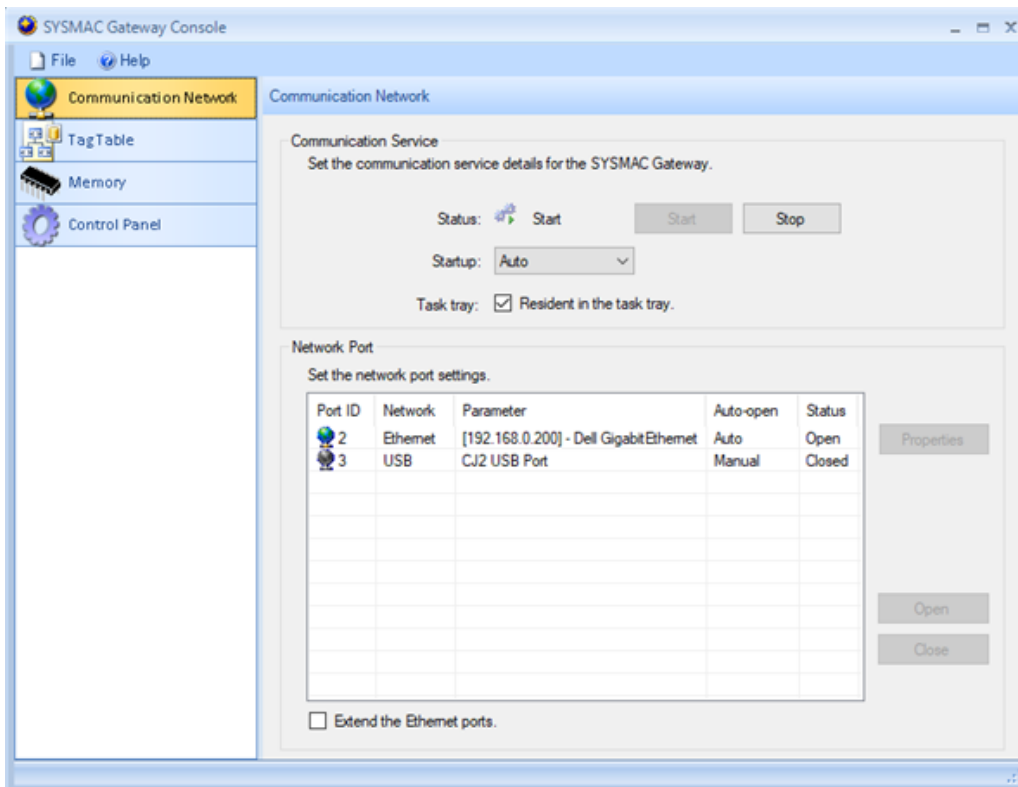 SYSMAC Gateway Console
File Help
Communication Network
TagTable
Memory
Control Panel
Communication Network
Communication Service
Set the communication service details for the SYSMAC Gateway.
Status: Start Start Stop
Startup: Auto
Task tray: Resident in the task tray.
Network Port
Set the network port settings.
Port ID Network Parameter Auto-open Status
2 Ethernet [192.168.0.200] - Dell GigabitEthernet Auto Open
3 USB CJ2 USB Port Manual Closed
Properties
Open
Close
Extend the Ethernet ports.